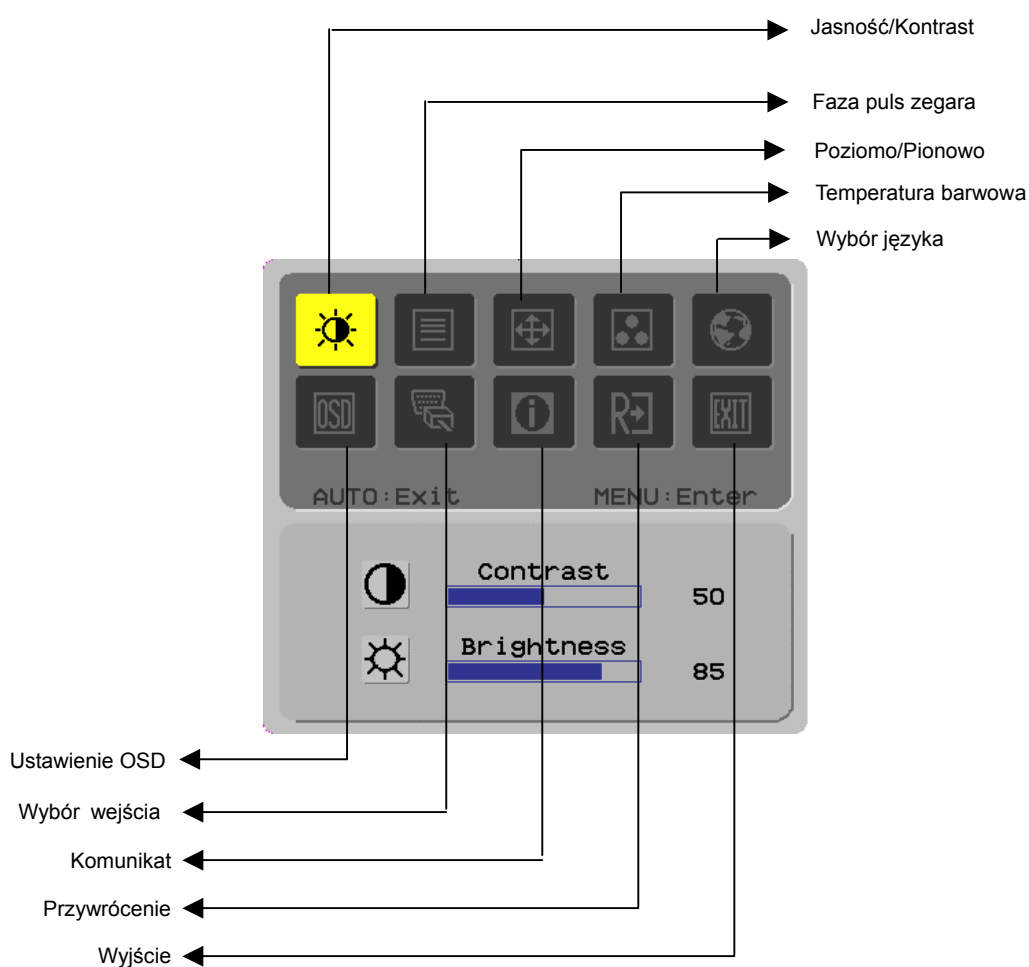 Jasność/Kontrast
Faza puls zegara
Poziomo/Pionowo
Temperatura barwowa
Wybór języka
OSD
i
R
EXIT
AUTO:Exit MENU:Enter
Contrast
50
Brightness
85
Ustawienie OSD
Wybór wejścia
Komunikat
Przywrócenie
Wyjście